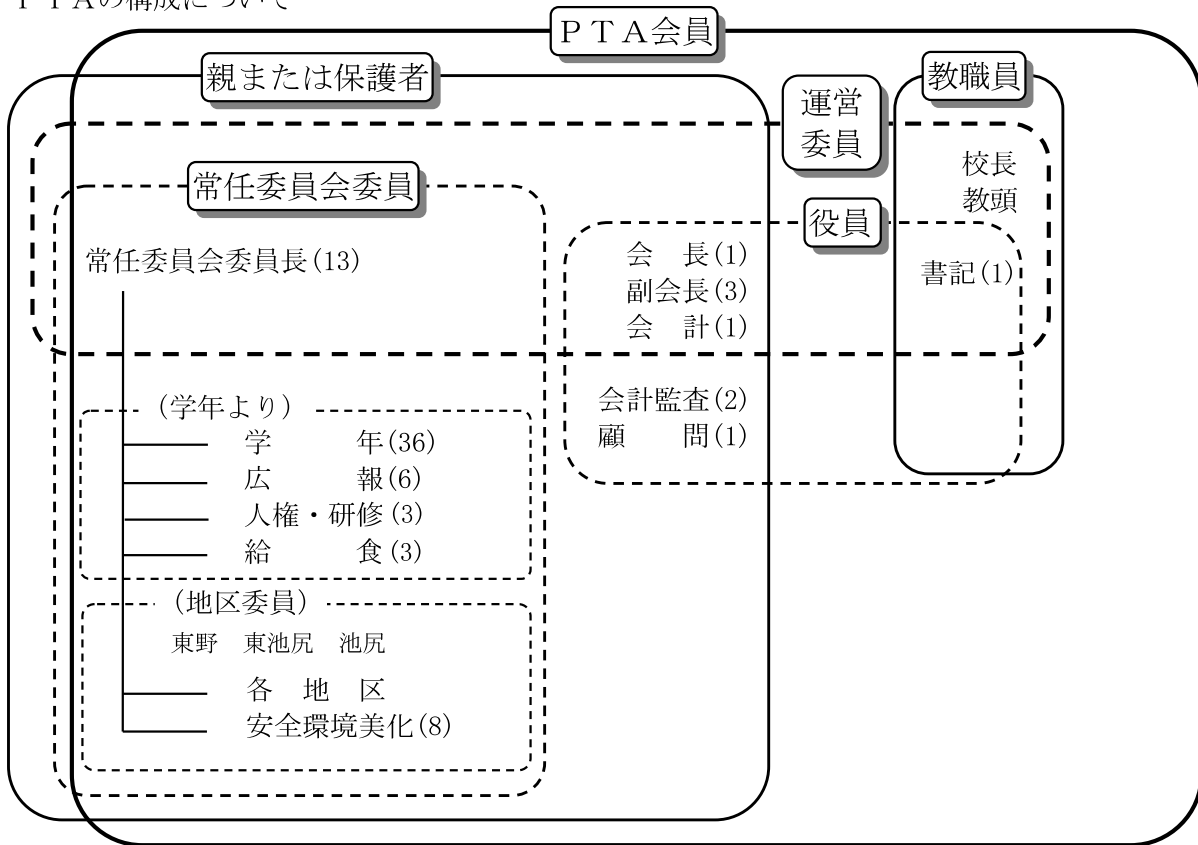 ＰＴＡの構成について
ＰＴＡ会員
親または保護者
教職員
運営
委員
校長
教頭
常任委員会委員
役員
常任委員会委員長(13)
会　長(1)
副会長(3)
会　計(1)
書記(1)
会計監査(2)
顧　　問(1)
(学年より)
学　　　年(36)
広　　　報(6)
人権・研修(3)
給　　　食(3)
(地区委員)
東野　東池尻　池尻
各　地　区
安全環境美化(8)